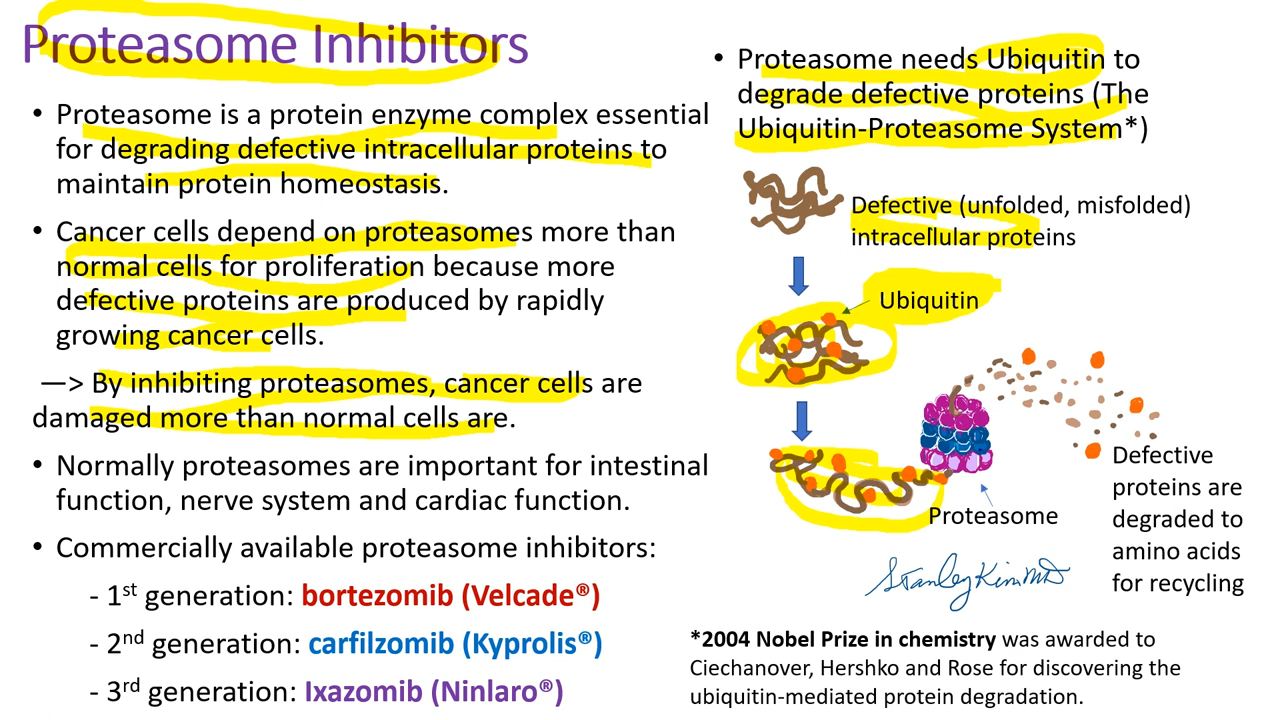 Proteasome Inhibitors
• Proteasome is a protein enzyme complex essential
for degrading defective intracellular proteins to
maintain protein homeostasis.
• Cancer cells depend on proteasomes more than
normal cells for proliferation because more
defective proteins are produced by rapidly
growing cancer cells.
—> By inhibiting proteasomes, cancer cells are
damaged more than normal cells are.
• Normally proteasomes are important for intestinal
function, nerve system and cardiac function.
• Commercially available proteasome inhibitors:
- 1st generation: bortezomib (Velcade®)
- 2nd generation: carfilzomib (Kyprolis®)
- 3rd generation: Ixazomib (Ninlaro®)
• Proteasome needs Ubiquitin to
degrade defective proteins (The
Ubiquitin-Proteasome System*)
Defective (unfolded, misfolded)
intracellular proteins
Ubiquitin
Proteasome
Defective
proteins are
degraded to
amino acids
for recycling
Stanley Kim MD
*2004 Nobel Prize in chemistry was awarded to
Ciechanover, Hershko and Rose for discovering the
ubiquitin-mediated protein degradation.